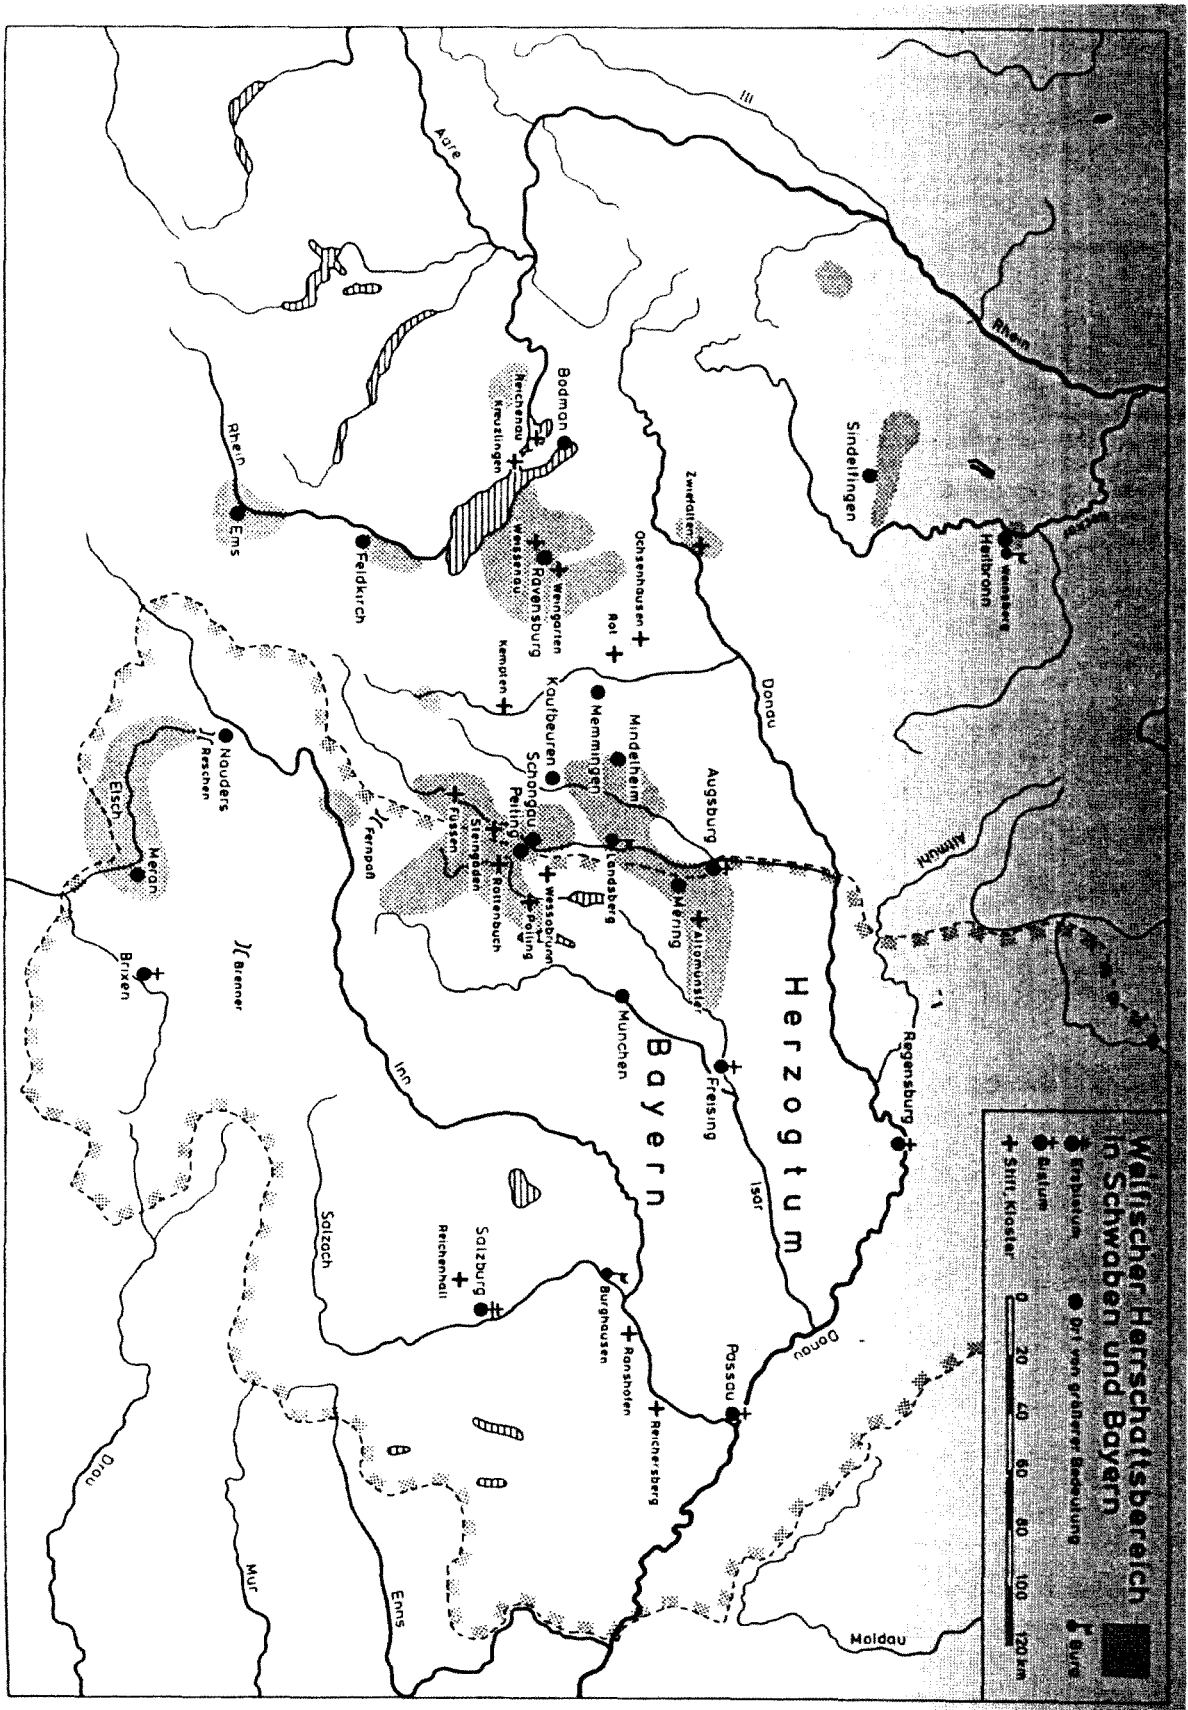 Welfischer Herrschaftsbereich
in Schwaben und Bayern
Erzbistum
Bistum
Stift, Kloster
Ort von größerer Bedeutung
Burg
0 20 40 60 80 100 120 km
Herzogtum
Bayern
Ill
Rhein
Aare
Heilbronn
Weinsberg
Sindelfingen
Zwiefalten
Bodman
Reichenau
Kreuzlingen
Ochsenhausen
Rot
Weingarten
Ravensburg
Weissenau
Rhein
Ems
Feldkirch
Kempten
Memmingen
Kaufbeuren
Mindelheim
Donau
Altmühl
Augsburg
Schongau
Peiting
Landsberg
Mering
Altomünster
Füssen
Steingaden
Rottenbuch
Wessobrunn
Polling
Fernpaß
Nauders
Reschen
Etsch
Meran
Brixen
Brenner
Inn
München
Freising
Isar
Regensburg
Donau
Passau
Burghausen
Ranshofen
Reichersberg
Salzburg
Reichenhall
Salzach
Moldau
Enns
Mur
Drau